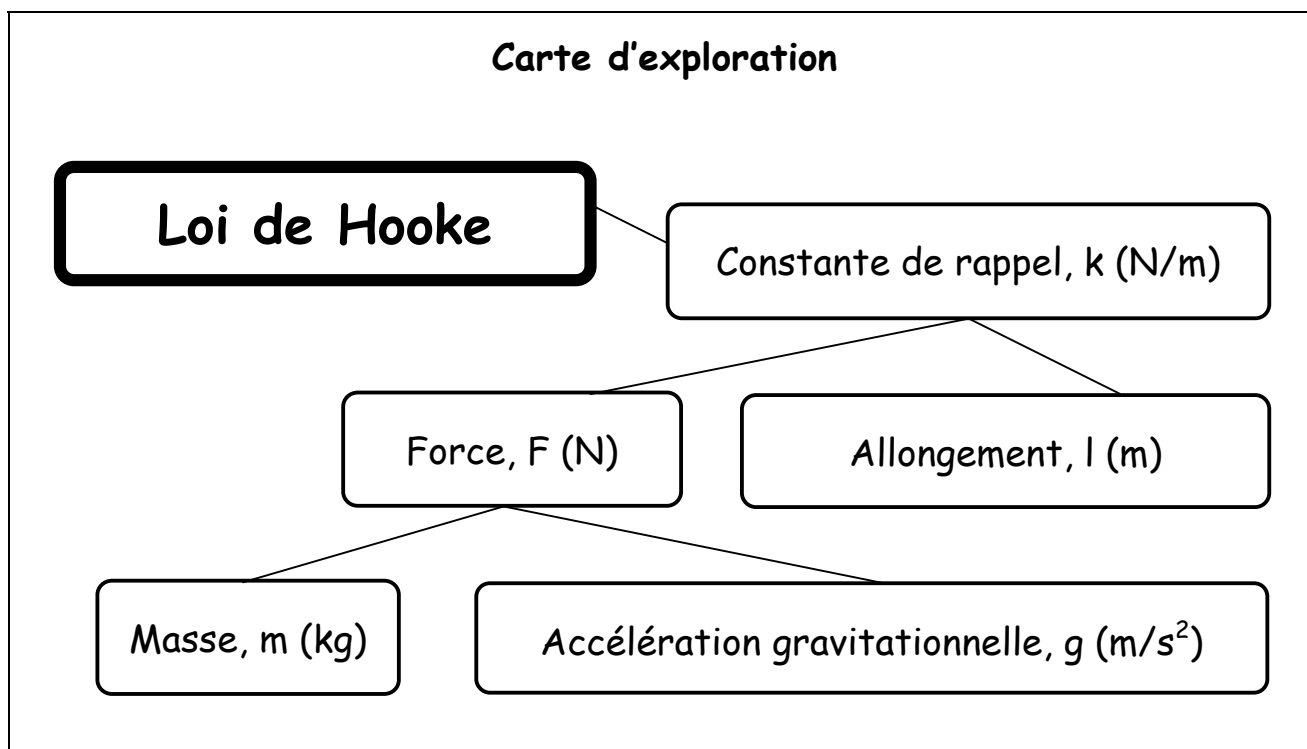 Carte d'exploration
Loi de Hooke
Constante de rappel, k (N/m)
Force, F (N)
Allongement, l (m)
Masse, m (kg)
Accélération gravitationnelle, g (m/s²)